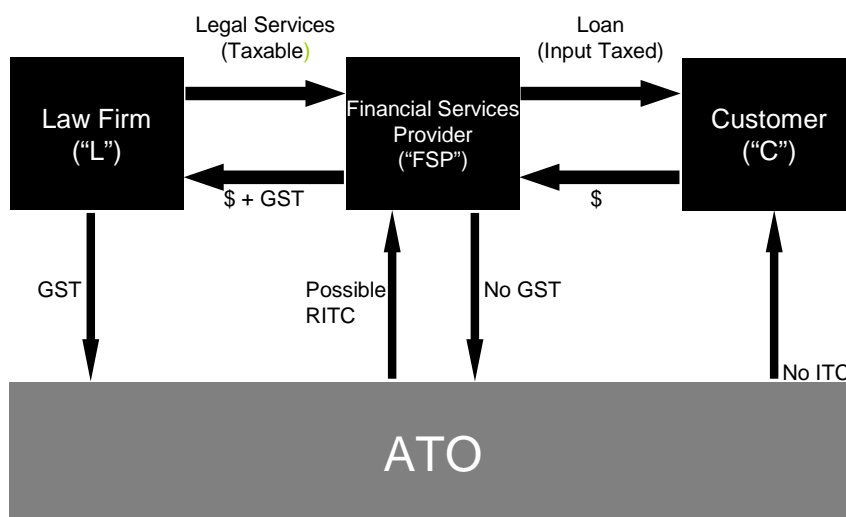 Legal Services
(Taxable)
Loan
(Input Taxed)
Law Firm
(“L”)
Financial Services
Provider
(“FSP”)
Customer
(“C”)
$ + GST
$
GST
Possible
RITC
No GST
No ITC
ATO